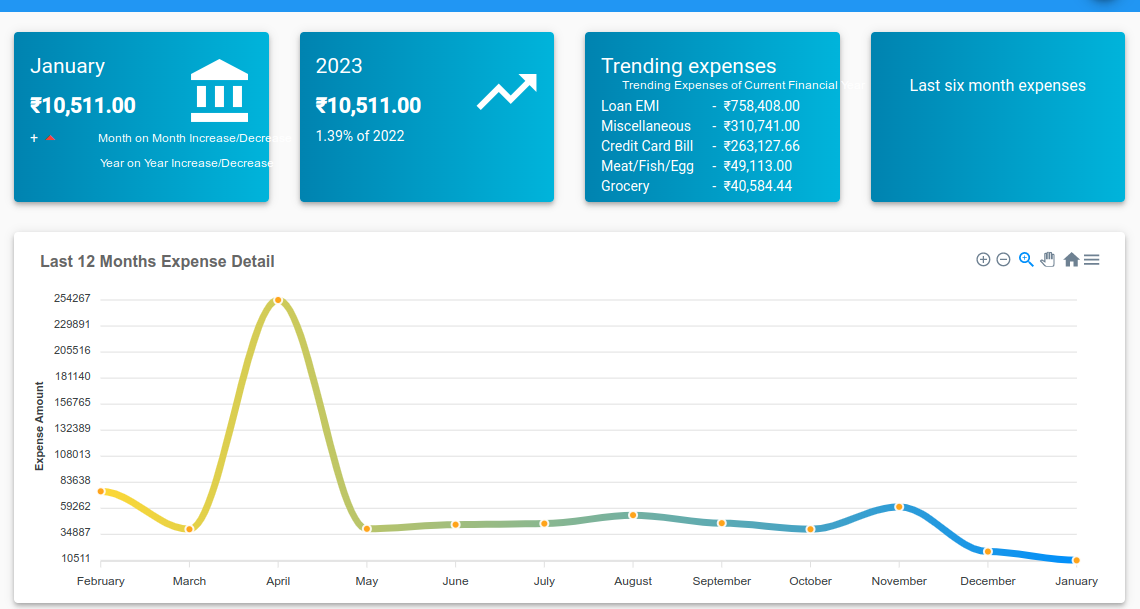 January
₹10,511.00
+
Month on Month Increase/Decrease
Year on Year Increase/Decrease
2023
₹10,511.00
1.39% of 2022
Trending expenses
Trending Expenses of Current Financial Year
Loan EMI - ₹758,408.00
Miscellaneous - ₹310,741.00
Credit Card Bill - ₹263,127.66
Meat/Fish/Egg - ₹49,113.00
Grocery - ₹40,584.44
Last six month expenses
Last 12 Months Expense Detail
Expense Amount
254267
229891
205516
181140
156765
132389
108013
83638
59262
34887
10511
February March April May June July August September October November December January